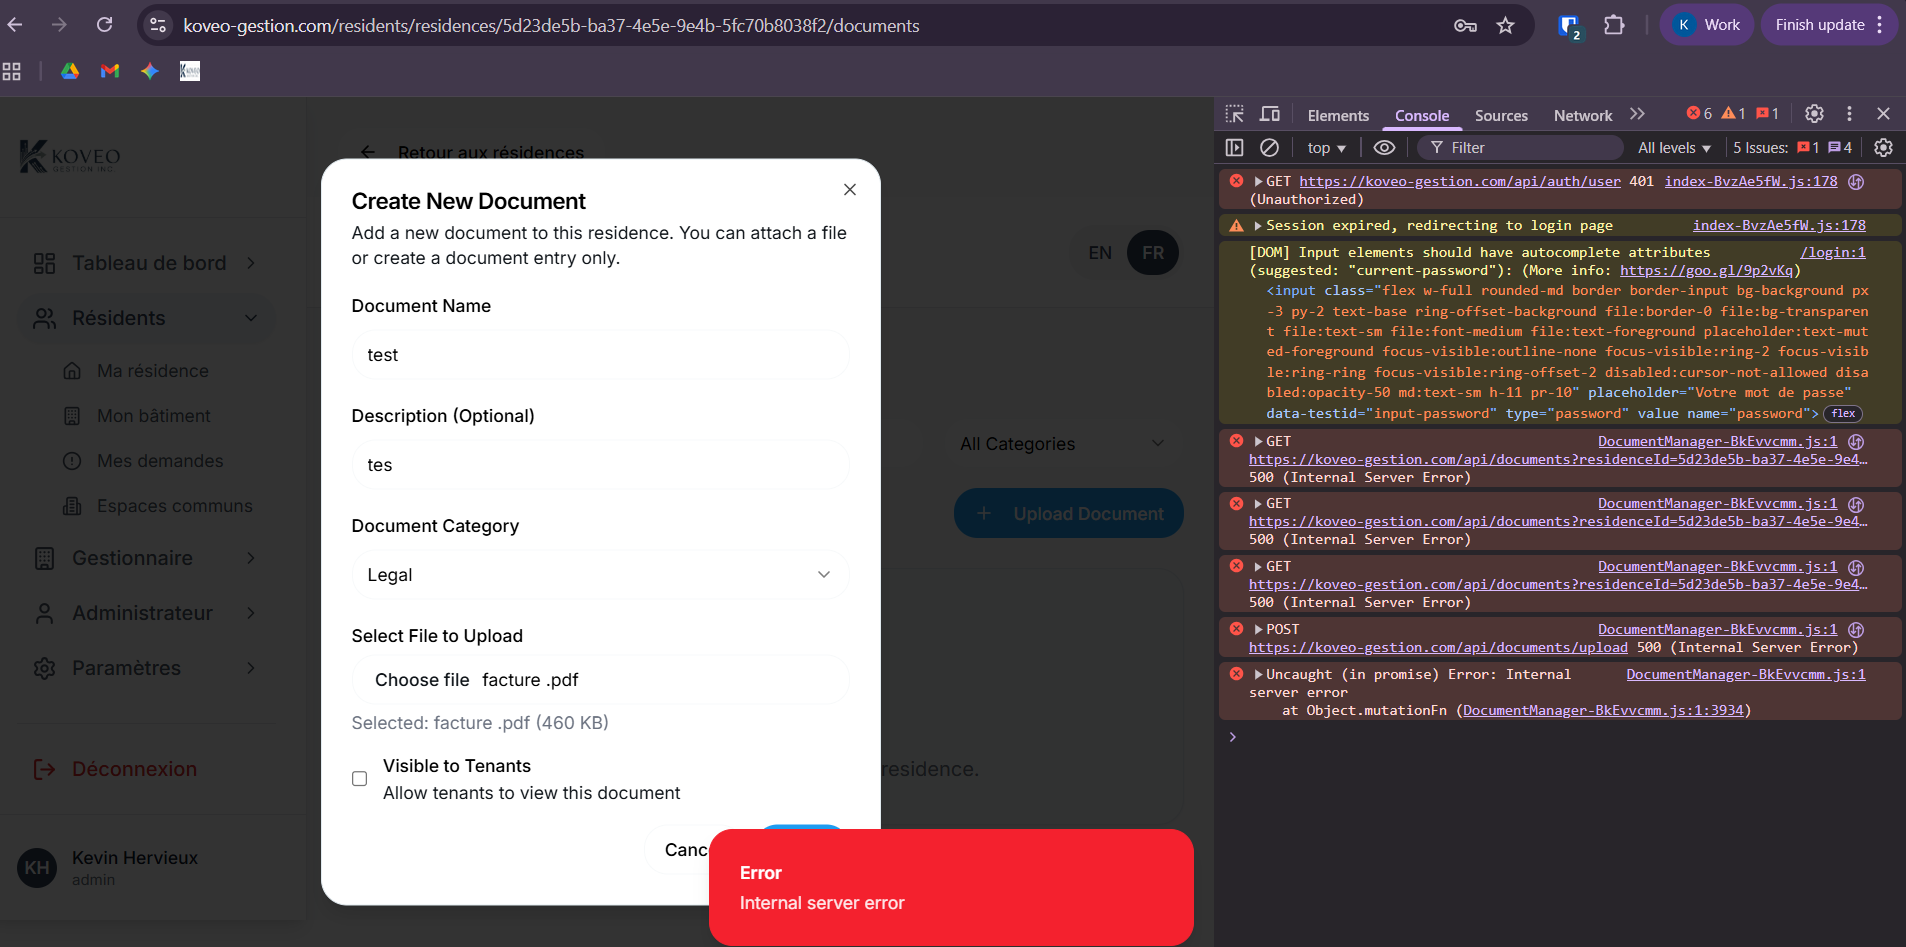 koveo-gestion.com/residents/residences/5d23de5b-ba37-4e5e-9e4b-5fc70b8038f2/documents
2
K Work
Finish update
KOVEO
GESTION INC
Tableau de bord
Résidents
Ma résidence
Mon bâtiment
Mes demandes
Espaces communs
Gestionnaire
Administrateur
Paramètres
Déconnexion
KH
Kevin Hervieux
admin
Retour aux résidences
EN
FR
All Categories
Upload Document
residence.
Create New Document
Add a new document to this residence. You can attach a file
or create a document entry only.
Document Name
test
Description (Optional)
tes
Document Category
Legal
Select File to Upload
Choose file facture .pdf
Selected: facture .pdf (460 KB)
Visible to Tenants
Allow tenants to view this document
Canc
Error
Internal server error
Elements Console Sources Network 6 1 1
top Filter All levels 5 Issues: 1 4
GET https://koveo-gestion.com/api/auth/user 401 index-BvzAe5fW.js:178
(Unauthorized)
Session expired, redirecting to login page index-BvzAe5fW.js:178
[DOM] Input elements should have autocomplete attributes /login:1
(suggested: "current-password"): (More info: https://goo.gl/9p2vKq)
<input class="flex w-full rounded-md border border-input bg-background px
-3 py-2 text-base ring-offset-background file:border-0 file:bg-transparen
t file:text-sm file:font-medium file:text-foreground placeholder:text-mut
ed-foreground focus-visible:outline-none focus-visible:ring-2 focus-visib
le:ring-ring focus-visible:ring-offset-2 disabled:cursor-not-allowed disa
bled:opacity-50 md:text-sm h-11 pr-10" placeholder="Votre mot de passe"
data-testid="input-password" type="password" value name="password"> flex
GET DocumentManager-BkEvvcmm.js:1
https://koveo-gestion.com/api/documents?residenceId=5d23de5b-ba37-4e5e-9e4…
500 (Internal Server Error)
GET DocumentManager-BkEvvcmm.js:1
https://koveo-gestion.com/api/documents?residenceId=5d23de5b-ba37-4e5e-9e4…
500 (Internal Server Error)
GET DocumentManager-BkEvvcmm.js:1
https://koveo-gestion.com/api/documents?residenceId=5d23de5b-ba37-4e5e-9e4…
500 (Internal Server Error)
POST DocumentManager-BkEvvcmm.js:1
https://koveo-gestion.com/api/documents/upload 500 (Internal Server Error)
Uncaught (in promise) Error: Internal DocumentManager-BkEvvcmm.js:1
server error
at Object.mutationFn (DocumentManager-BkEvvcmm.js:1:3934)